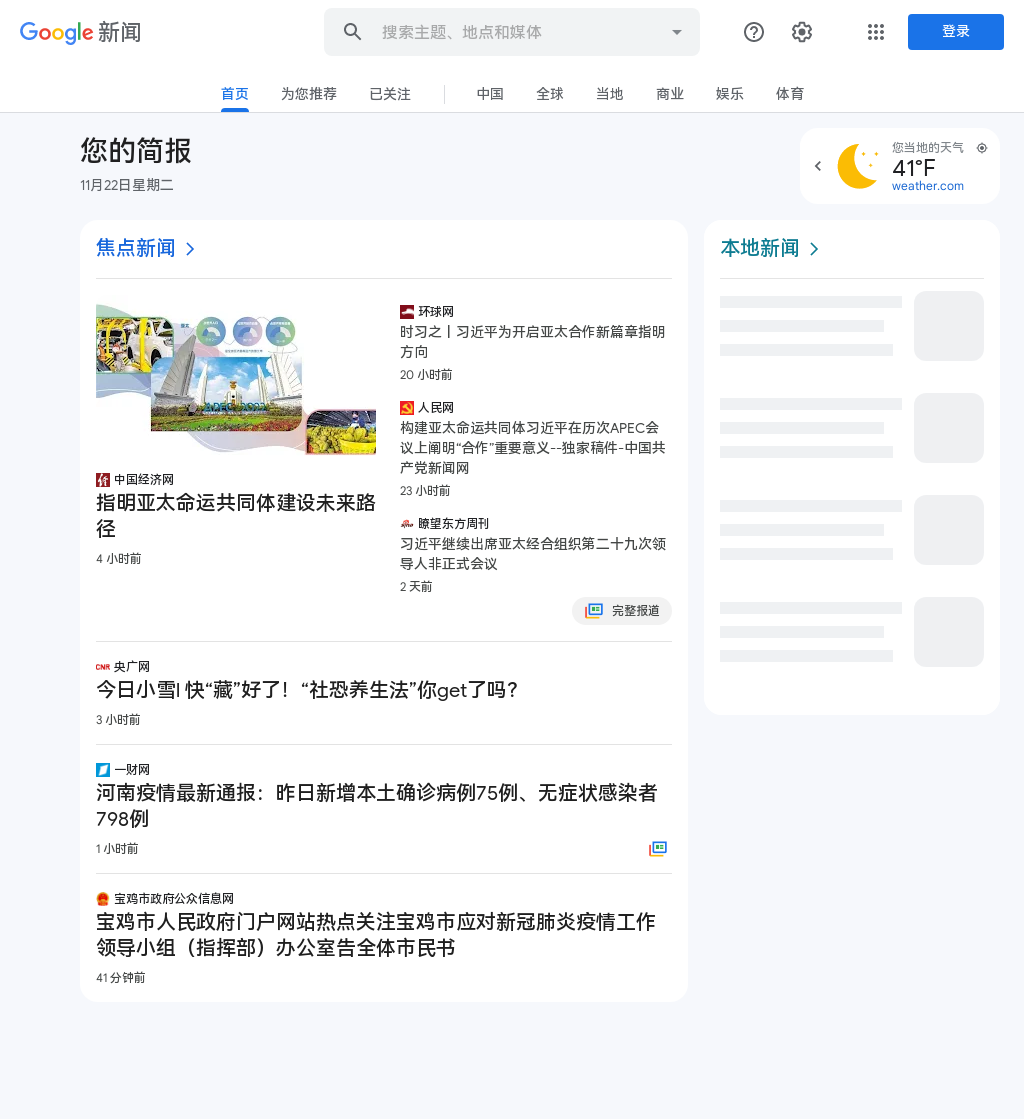 Google 新闻
搜索主题、地点和媒体
登录
首页
为您推荐
已关注
中国
全球
当地
商业
娱乐
体育
您的简报
11月22日星期二
您当地的天气
41°F
weather.com
焦点新闻
中国经济网
指明亚太命运共同体建设未来路
径
4 小时前
环球网
时习之丨习近平为开启亚太合作新篇章指明
方向
20 小时前
人民网
构建亚太命运共同体习近平在历次APEC会
议上阐明“合作”重要意义--独家稿件-中国共
产党新闻网
23 小时前
瞭望东方周刊
习近平继续出席亚太经合组织第二十九次领
导人非正式会议
2 天前
完整报道
CNR 央广网
今日小雪| 快“藏”好了！“社恐养生法”你get了吗？
3 小时前
一财网
河南疫情最新通报：昨日新增本土确诊病例75例、无症状感染者
798例
1 小时前
宝鸡市政府公众信息网
宝鸡市人民政府门户网站热点关注宝鸡市应对新冠肺炎疫情工作
领导小组（指挥部）办公室告全体市民书
41 分钟前
本地新闻